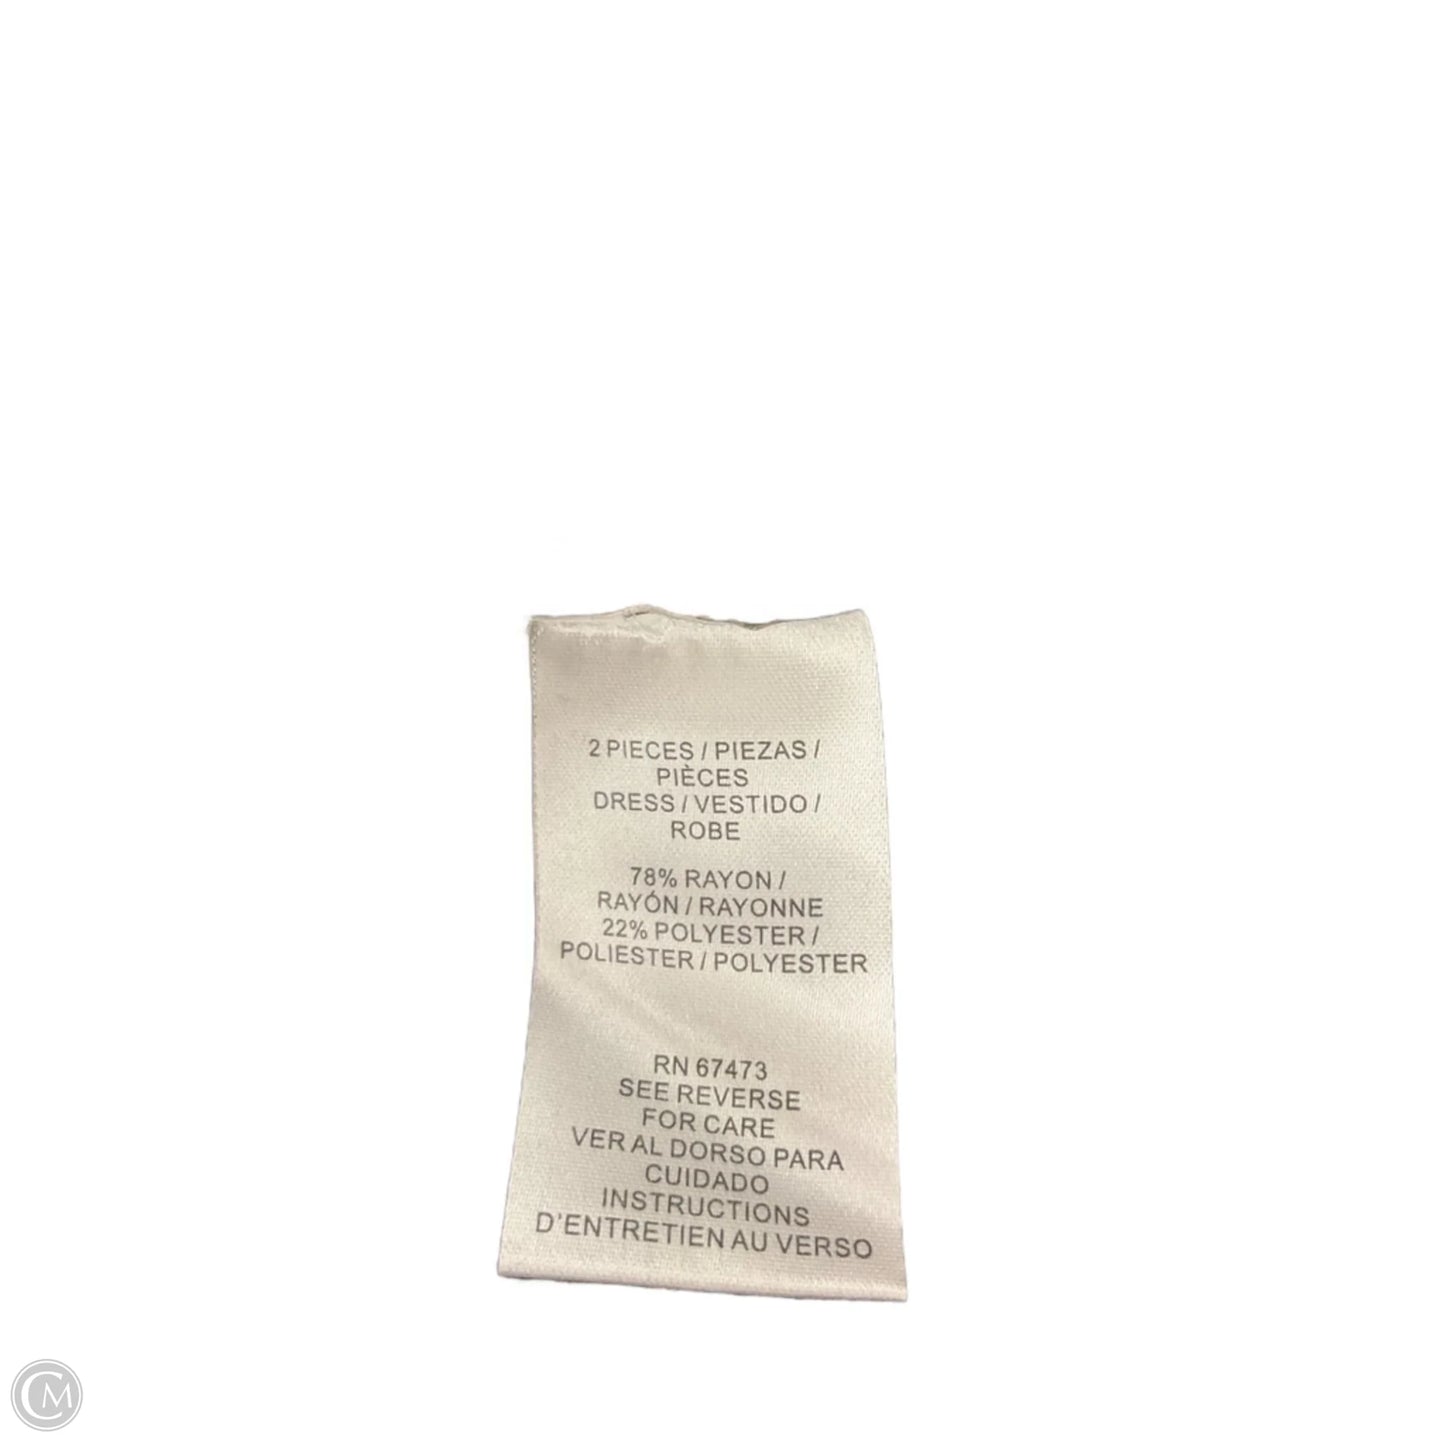 2 PIECES / PIEZAS /
PIÈCES
DRESS / VESTIDO /
ROBE
78% RAYON /
RAYÓN / RAYONNE
22% POLYESTER /
POLIESTER / POLYESTER
RN 67473
SEE REVERSE
FOR CARE
VER AL DORSO PARA
CUIDADO
INSTRUCTIONS
D'ENTRETIEN AU VERSO
CM